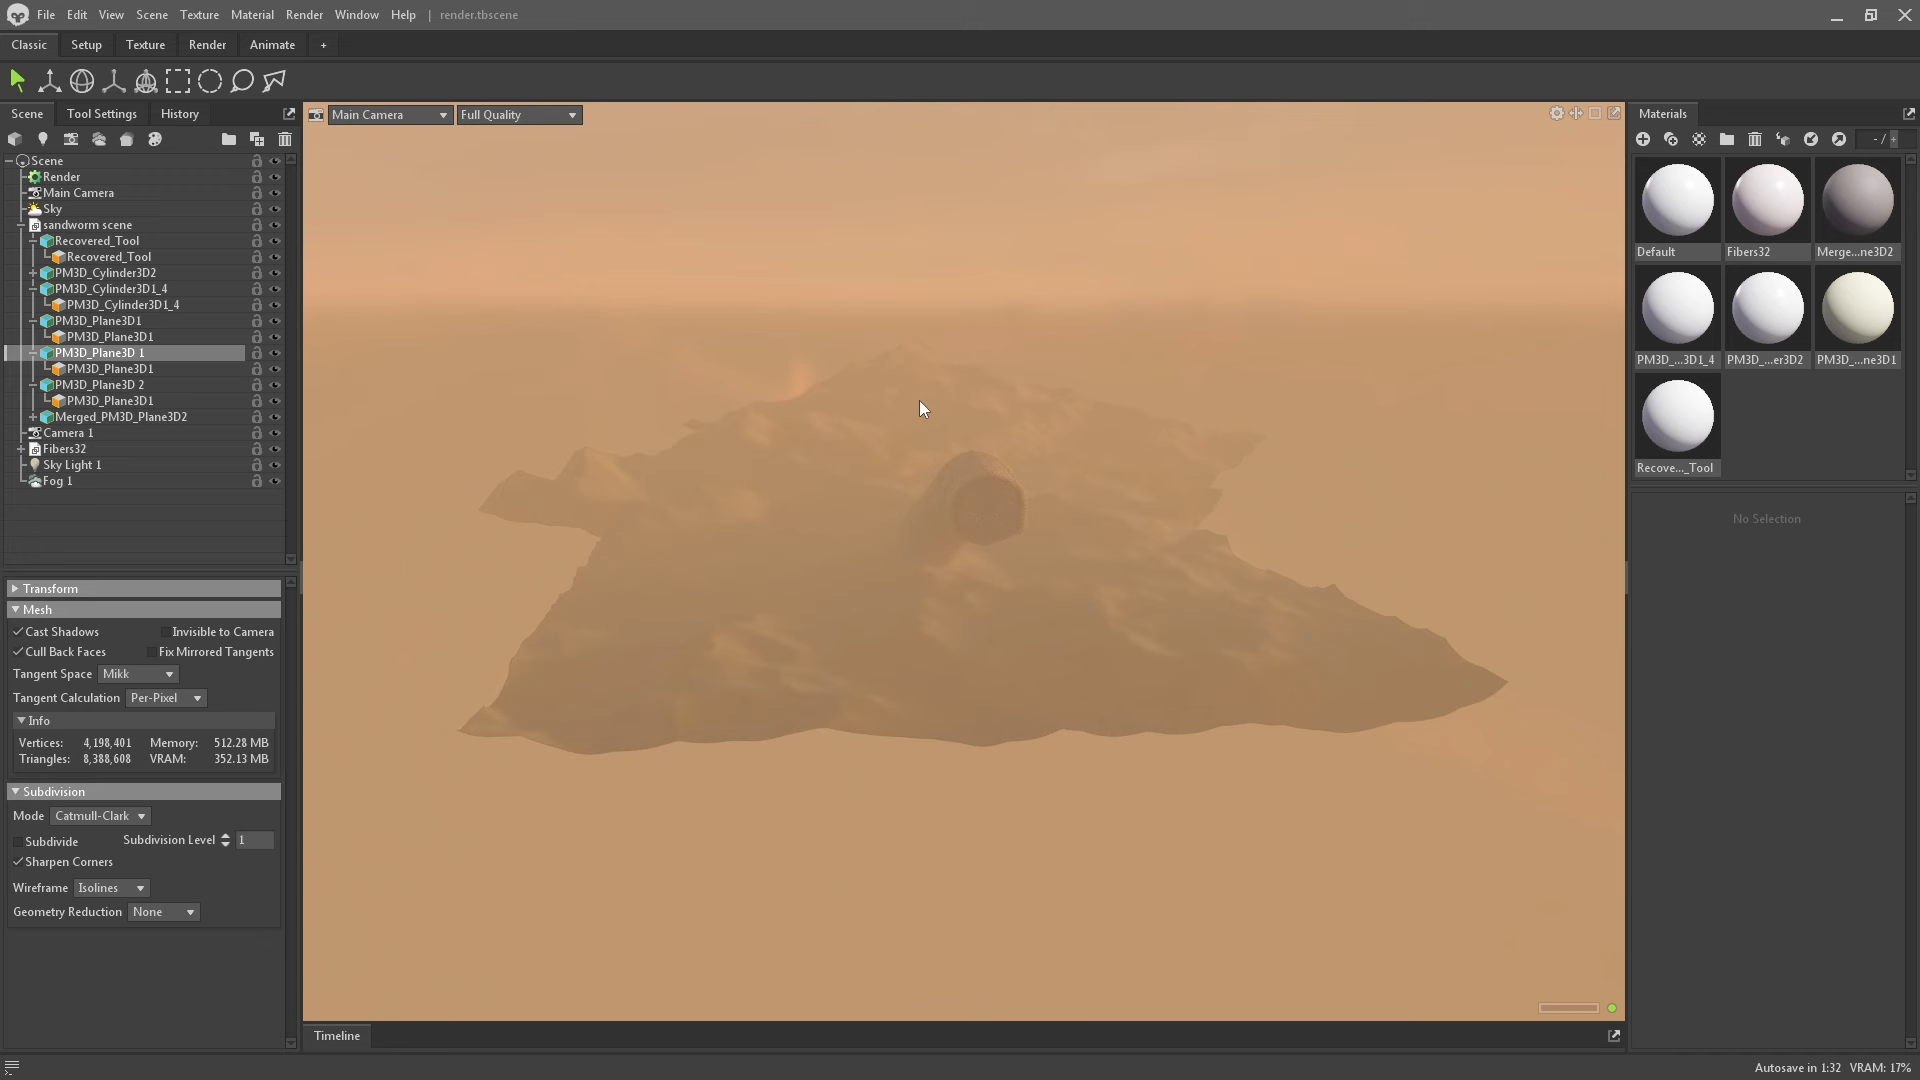 File Edit View Scene Texture Material Render Window Help | render.tbscene
Classic Setup Texture Render Animate +
Scene Tool Settings History
Main Camera Full Quality
Materials
- / +
Scene
Render
Main Camera
Sky
sandworm scene
Recovered_Tool
Recovered_Tool
PM3D_Cylinder3D2
PM3D_Cylinder3D1_4
PM3D_Cylinder3D1_4
PM3D_Plane3D1
PM3D_Plane3D1
PM3D_Plane3D 1
PM3D_Plane3D1
PM3D_Plane3D 2
PM3D_Plane3D1
Merged_PM3D_Plane3D2
Camera 1
Fibers32
Sky Light 1
Fog 1
Default Fibers32 Merge...ne3D2
PM3D_...3D1_4 PM3D_...er3D2 PM3D_...ne3D1
Recove..._Tool
No Selection
Transform
Mesh
Cast Shadows Invisible to Camera
Cull Back Faces Fix Mirrored Tangents
Tangent Space Mikk
Tangent Calculation Per-Pixel
Info
Vertices: 4,198,401 Memory: 512.28 MB
Triangles: 8,388,608 VRAM: 352.13 MB
Subdivision
Mode Catmull-Clark
Subdivide Subdivision Level 1
Sharpen Corners
Wireframe Isolines
Geometry Reduction None
Timeline
Autosave in 1:32 VRAM: 17%